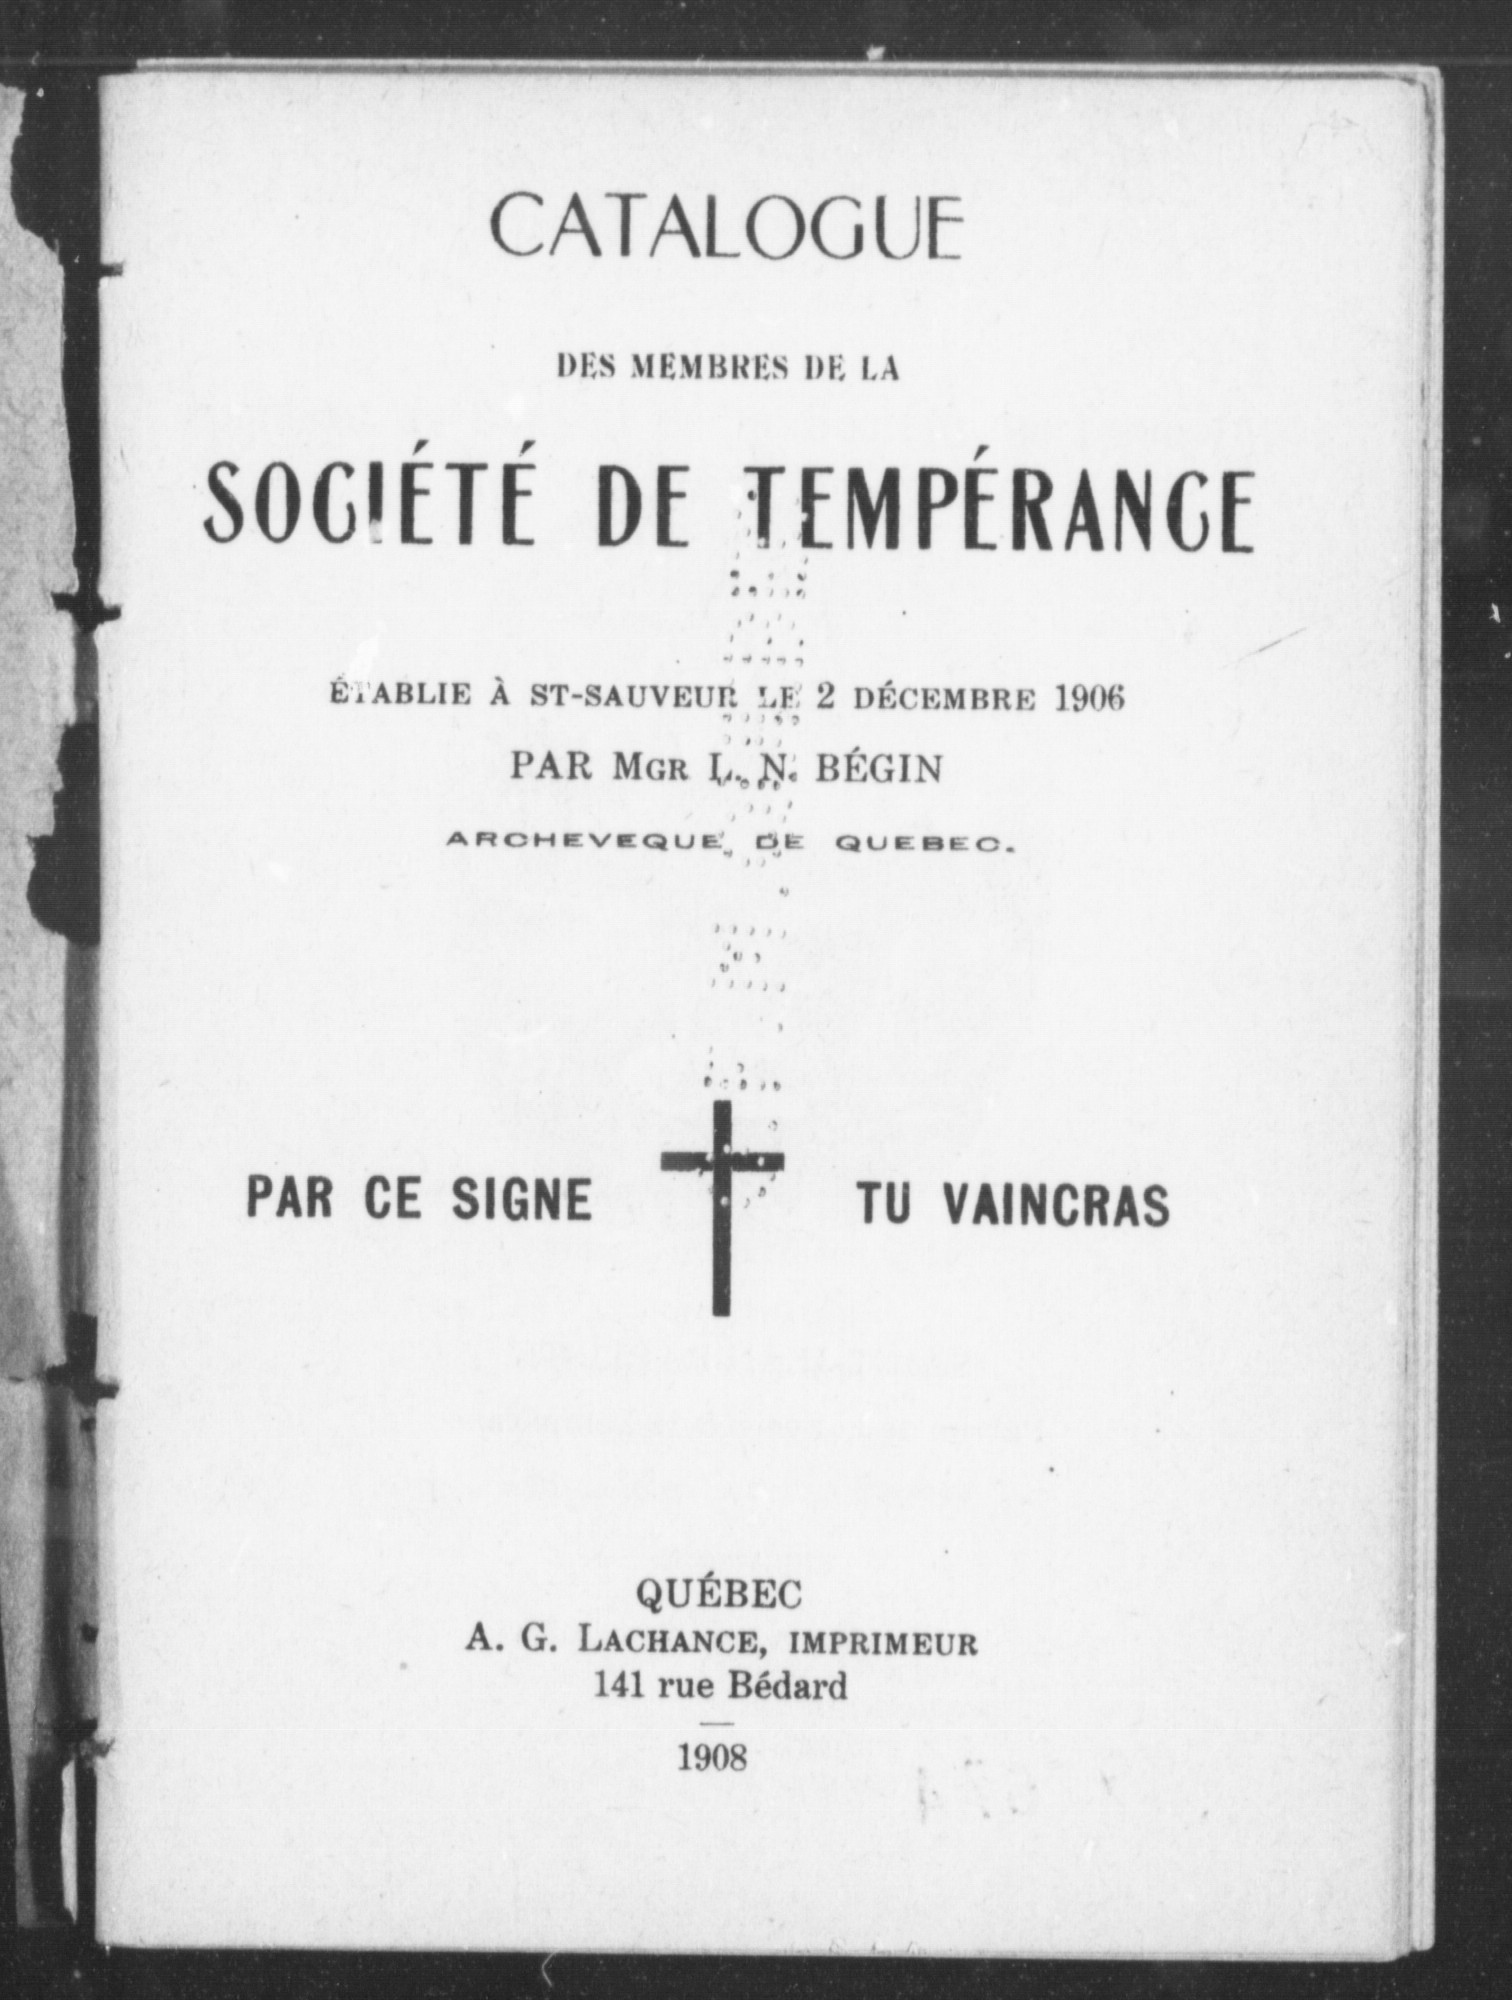 CATALOGUE
DES MEMBRES DE LA
SOCIÉTÉ DE TEMPÉRANCE
ÉTABLIE À ST-SAUVEUR LE 2 DÉCEMBRE 1906
PAR MGR L. N. BÉGIN
ARCHEVEQUE DE QUEBEC.
PAR CE SIGNE TU VAINCRAS
QUÉBEC
A. G. LACHANCE, IMPRIMEUR
141 rue Bédard
1908